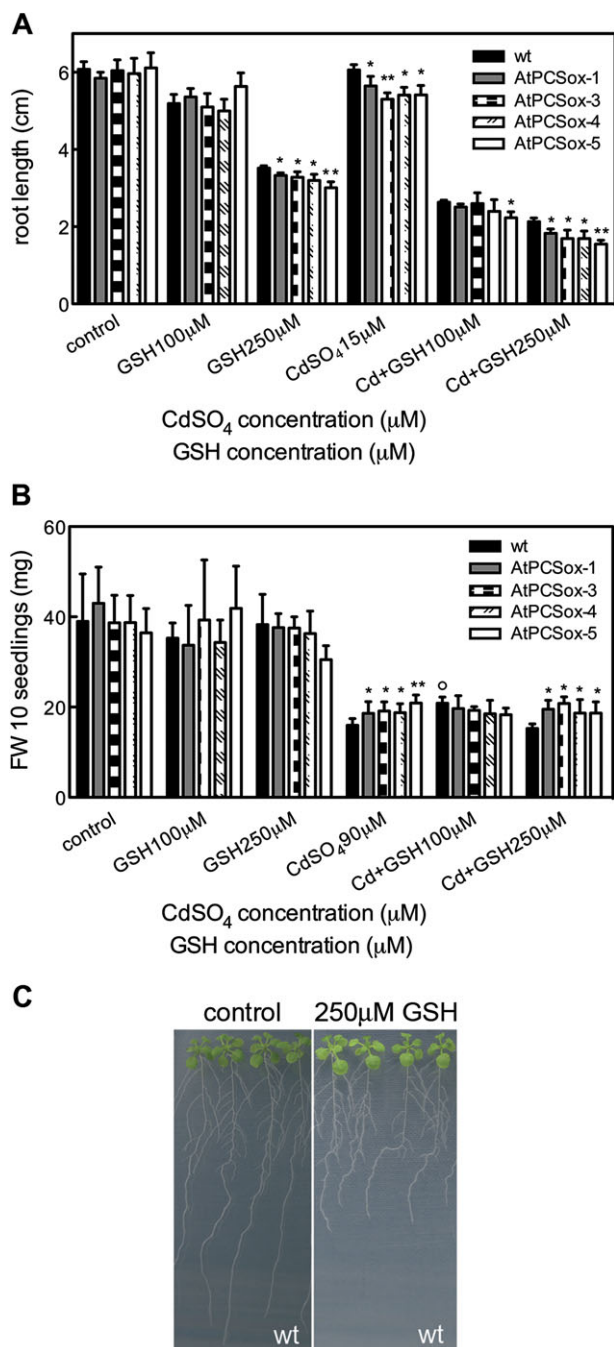 A
root length (cm)
6
4
2
0
* ** * *
* * * **
*
* * * **
wt
AtPCSox-1
AtPCSox-3
AtPCSox-4
AtPCSox-5
control
GSH100μM
GSH250μM
CdSO₄15μM
Cd+GSH100μM
Cd+GSH250μM
CdSO₄ concentration (μM)
GSH concentration (μM)
B
FW 10 seedlings (mg)
60
40
20
0
wt
AtPCSox-1
AtPCSox-3
AtPCSox-4
AtPCSox-5
* * * **
* * * *
control
GSH100μM
GSH250μM
CdSO₄90μM
Cd+GSH100μM
Cd+GSH250μM
CdSO₄ concentration (μM)
GSH concentration (μM)
C
control
250μM GSH
wt
wt